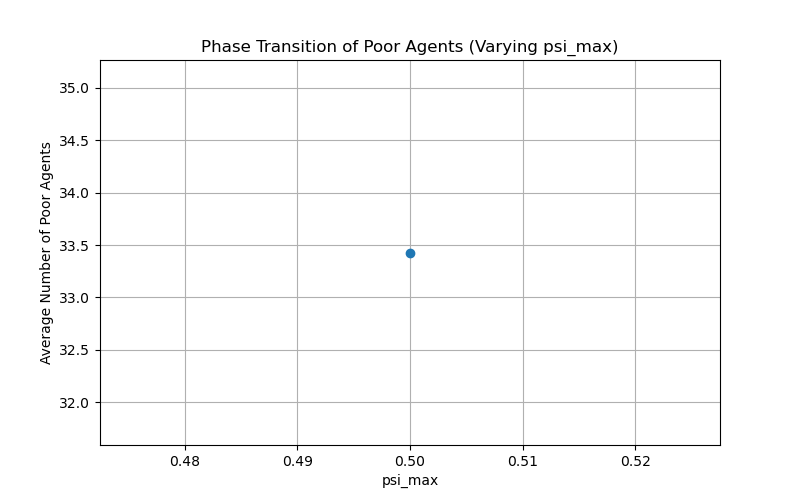 Phase Transition of Poor Agents (Varying psi_max)
Average Number of Poor Agents
35.0
34.5
34.0
33.5
33.0
32.5
32.0
0.48 0.49 0.50 0.51 0.52
psi_max